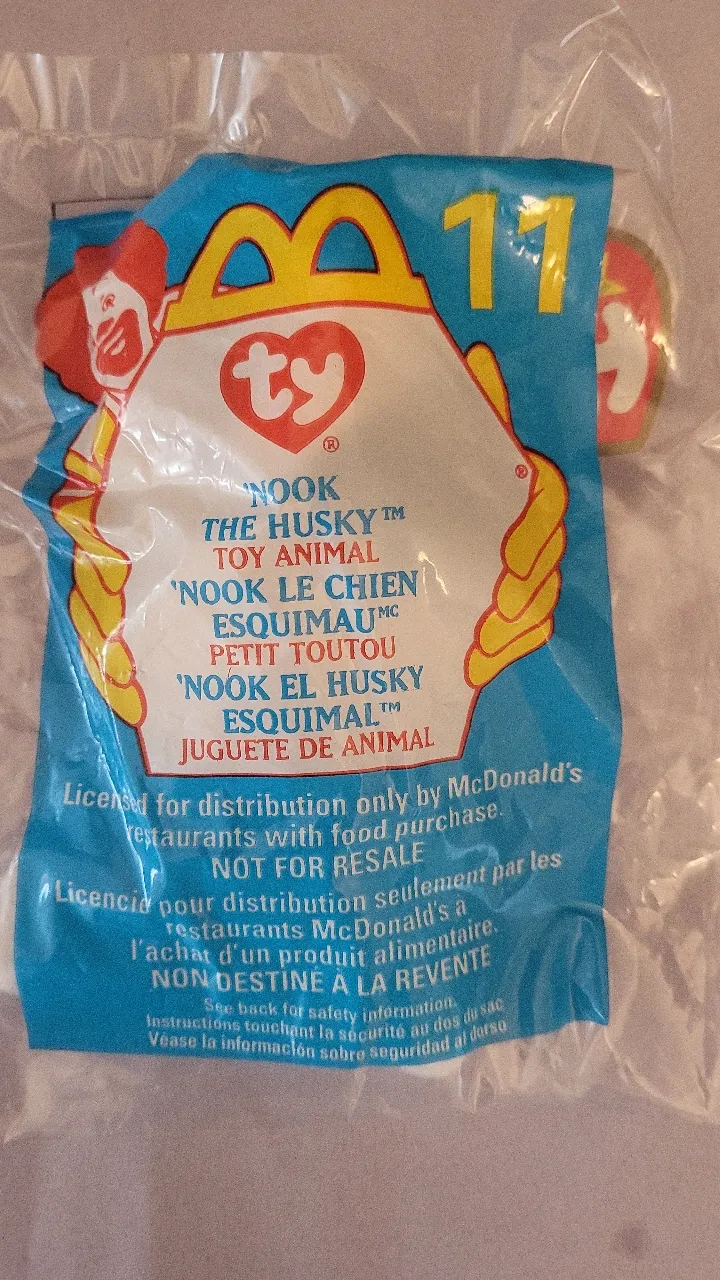 11
ty®
'NOOK
THE HUSKY™
TOY ANIMAL
'NOOK LE CHIEN
ESQUIMAU MC
PETIT TOUTOU
'NOOK EL HUSKY
ESQUIMAL™
JUGUETE DE ANIMAL
®
y
Licensed for distribution only by McDonald's
restaurants with food purchase.
NOT FOR RESALE
Licencié pour distribution seulement par les
restaurants McDonald's a
l'achat d'un produit alimentaire.
NON DESTINÉ À LA REVENTE
See back for safety information.
Instructions touchant la sécurité au dos du sac
Véase la información sobre seguridad al dorso